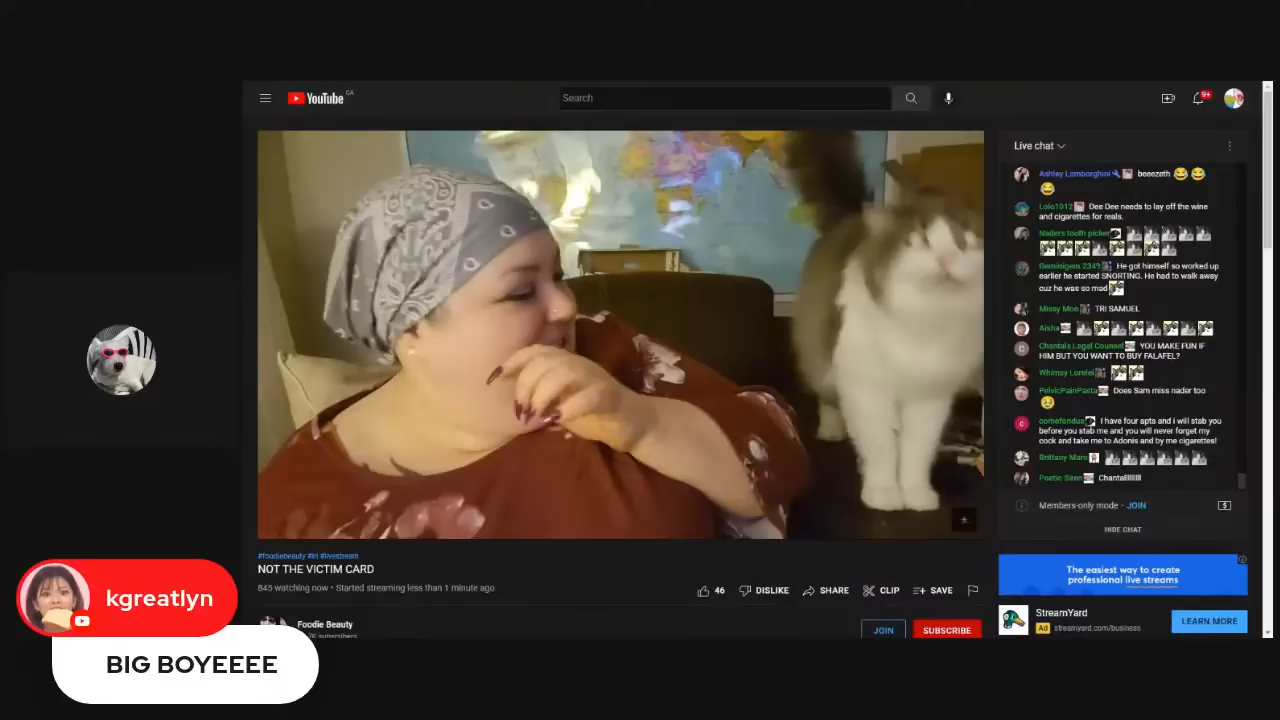 YouTube CA
Search
9+
Live chat
Ashley Lamborghini beeezeth
Lolo1012 Dee Dee needs to lay off the wine
and cigarettes for reals.
Naders tooth picker
Geminigem 2349 He got himself so worked up
earlier he started SNORTING. He had to walk away
cuz he was so mad
Missy Moo TRI SAMUEL
Aisha
Chantals Legal Counsel YOU MAKE FUN IF
HIM BUT YOU WANT TO BUY FALAFEL?
Whimsy Lorelei
PelvicPainPasta Does Sam miss nader too
comefondue I have four apts and i will stab you
before you stab me and you will never forget my
cock and take me to Adonis and by me cigarettes!
Brittany Maro
Poetic Siren Chantallllllll
Members-only mode · JOIN
HIDE CHAT
#foodiebeauty #irl #livestream
NOT THE VICTIM CARD
845 watching now · Started streaming less than 1 minute ago
46 DISLIKE SHARE CLIP SAVE
The easiest way to create
professional live streams
Foodie Beauty
subscribers
JOIN
SUBSCRIBE
StreamYard
Ad streamyard.com/business
LEARN MORE
kgreatlyn
BIG BOYEEEE